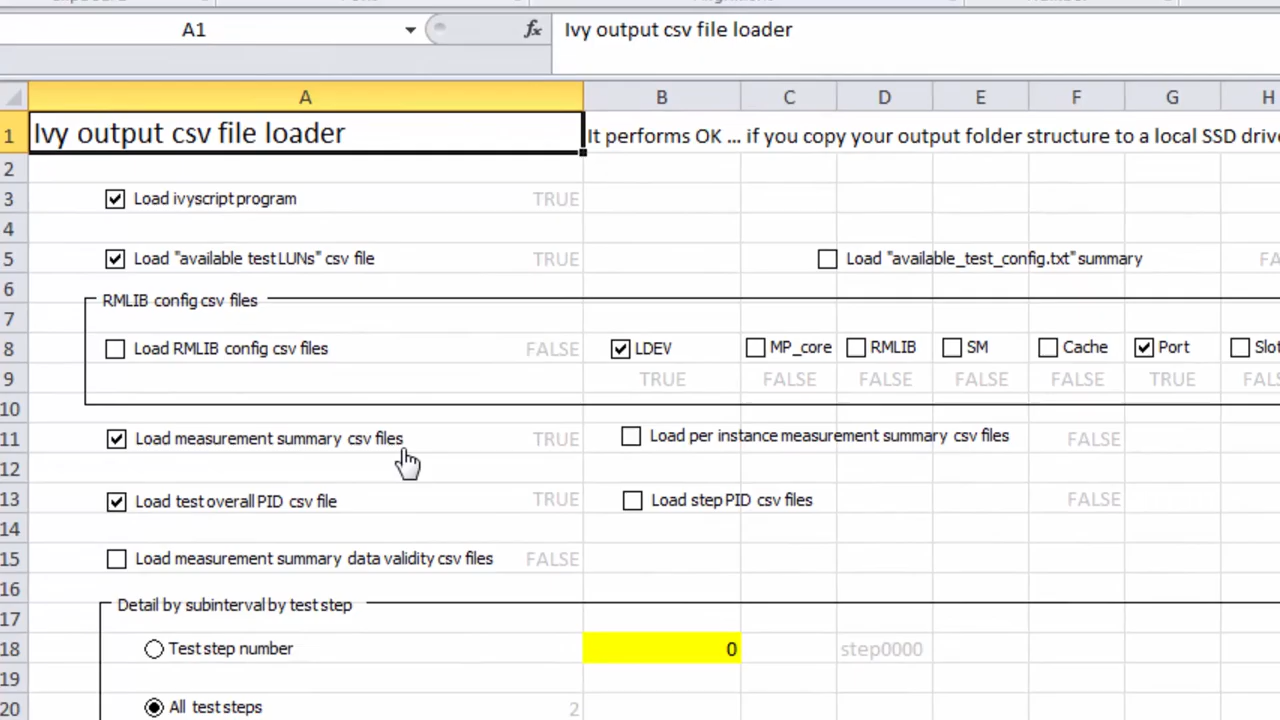 A1
fx
Ivy output csv file loader
A B C D E F G H
1 Ivy output csv file loader It performs OK ... if you copy your output folder structure to a local SSD drive
2
3 Load ivyscript program TRUE
4
5 Load "available test LUNs" csv file TRUE Load "available_test_config.txt" summary
6
RMLIB config csv files
7
8 Load RMLIB config csv files FALSE LDEV MP_core RMLIB SM Cache Port
9 TRUE FALSE FALSE FALSE FALSE TRUE
10
11 Load measurement summary csv files TRUE Load per instance measurement summary csv files FALSE
12
13 Load test overall PID csv file TRUE Load step PID csv files FALSE
14
15 Load measurement summary data validity csv files FALSE
16
Detail by subinterval by test step
17
18 Test step number 0 step0000
19
20 All test steps 2